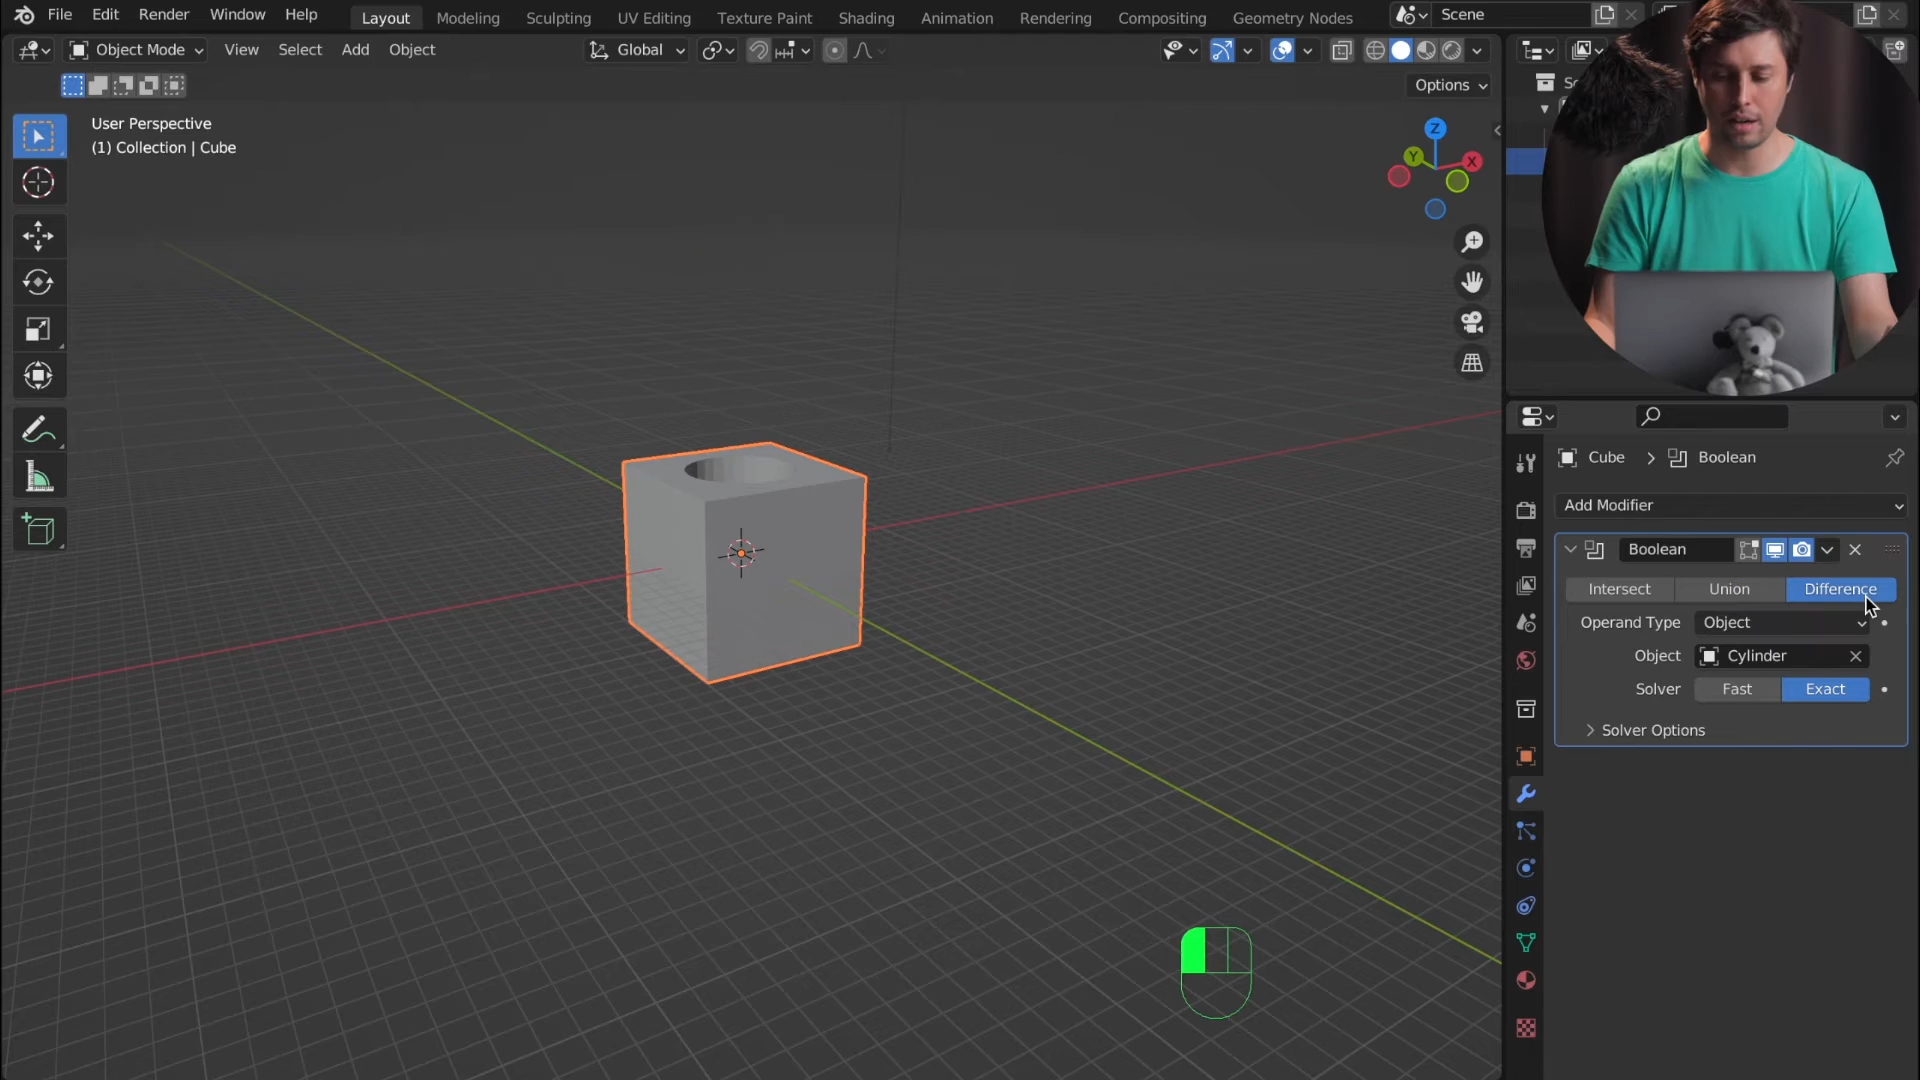 File Edit Render Window Help Layout Modeling Sculpting UV Editing Texture Paint Shading Animation Rendering Compositing Geometry Nodes Scene
Object Mode View Select Add Object Global
Options
User Perspective
(1) Collection | Cube
Z
Y
X
Cube > Boolean
Add Modifier
Boolean
Intersect Union Difference
Operand Type Object
Object Cylinder
Solver Fast Exact
Solver Options